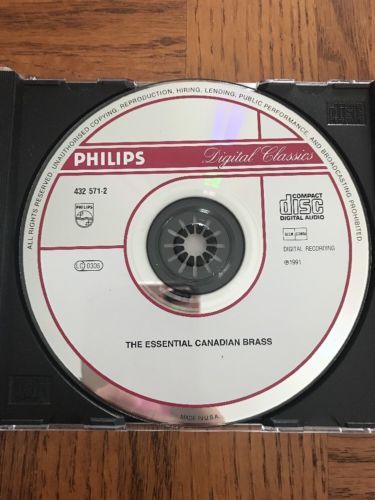 ALL RIGHTS RESERVED. UNAUTHORISED COPYING, REPRODUCTION, HIRING, LENDING, PUBLIC PERFORMANCE AND BROADCASTING PROHIBITED.
PHILIPS
Digital Classics
432 571-2
PHILIPS
COMPACT
disc
DIGITAL AUDIO
LC 0305
DIGITAL RECORDING
℗1991
THE ESSENTIAL CANADIAN BRASS
MADE IN U.S.A.